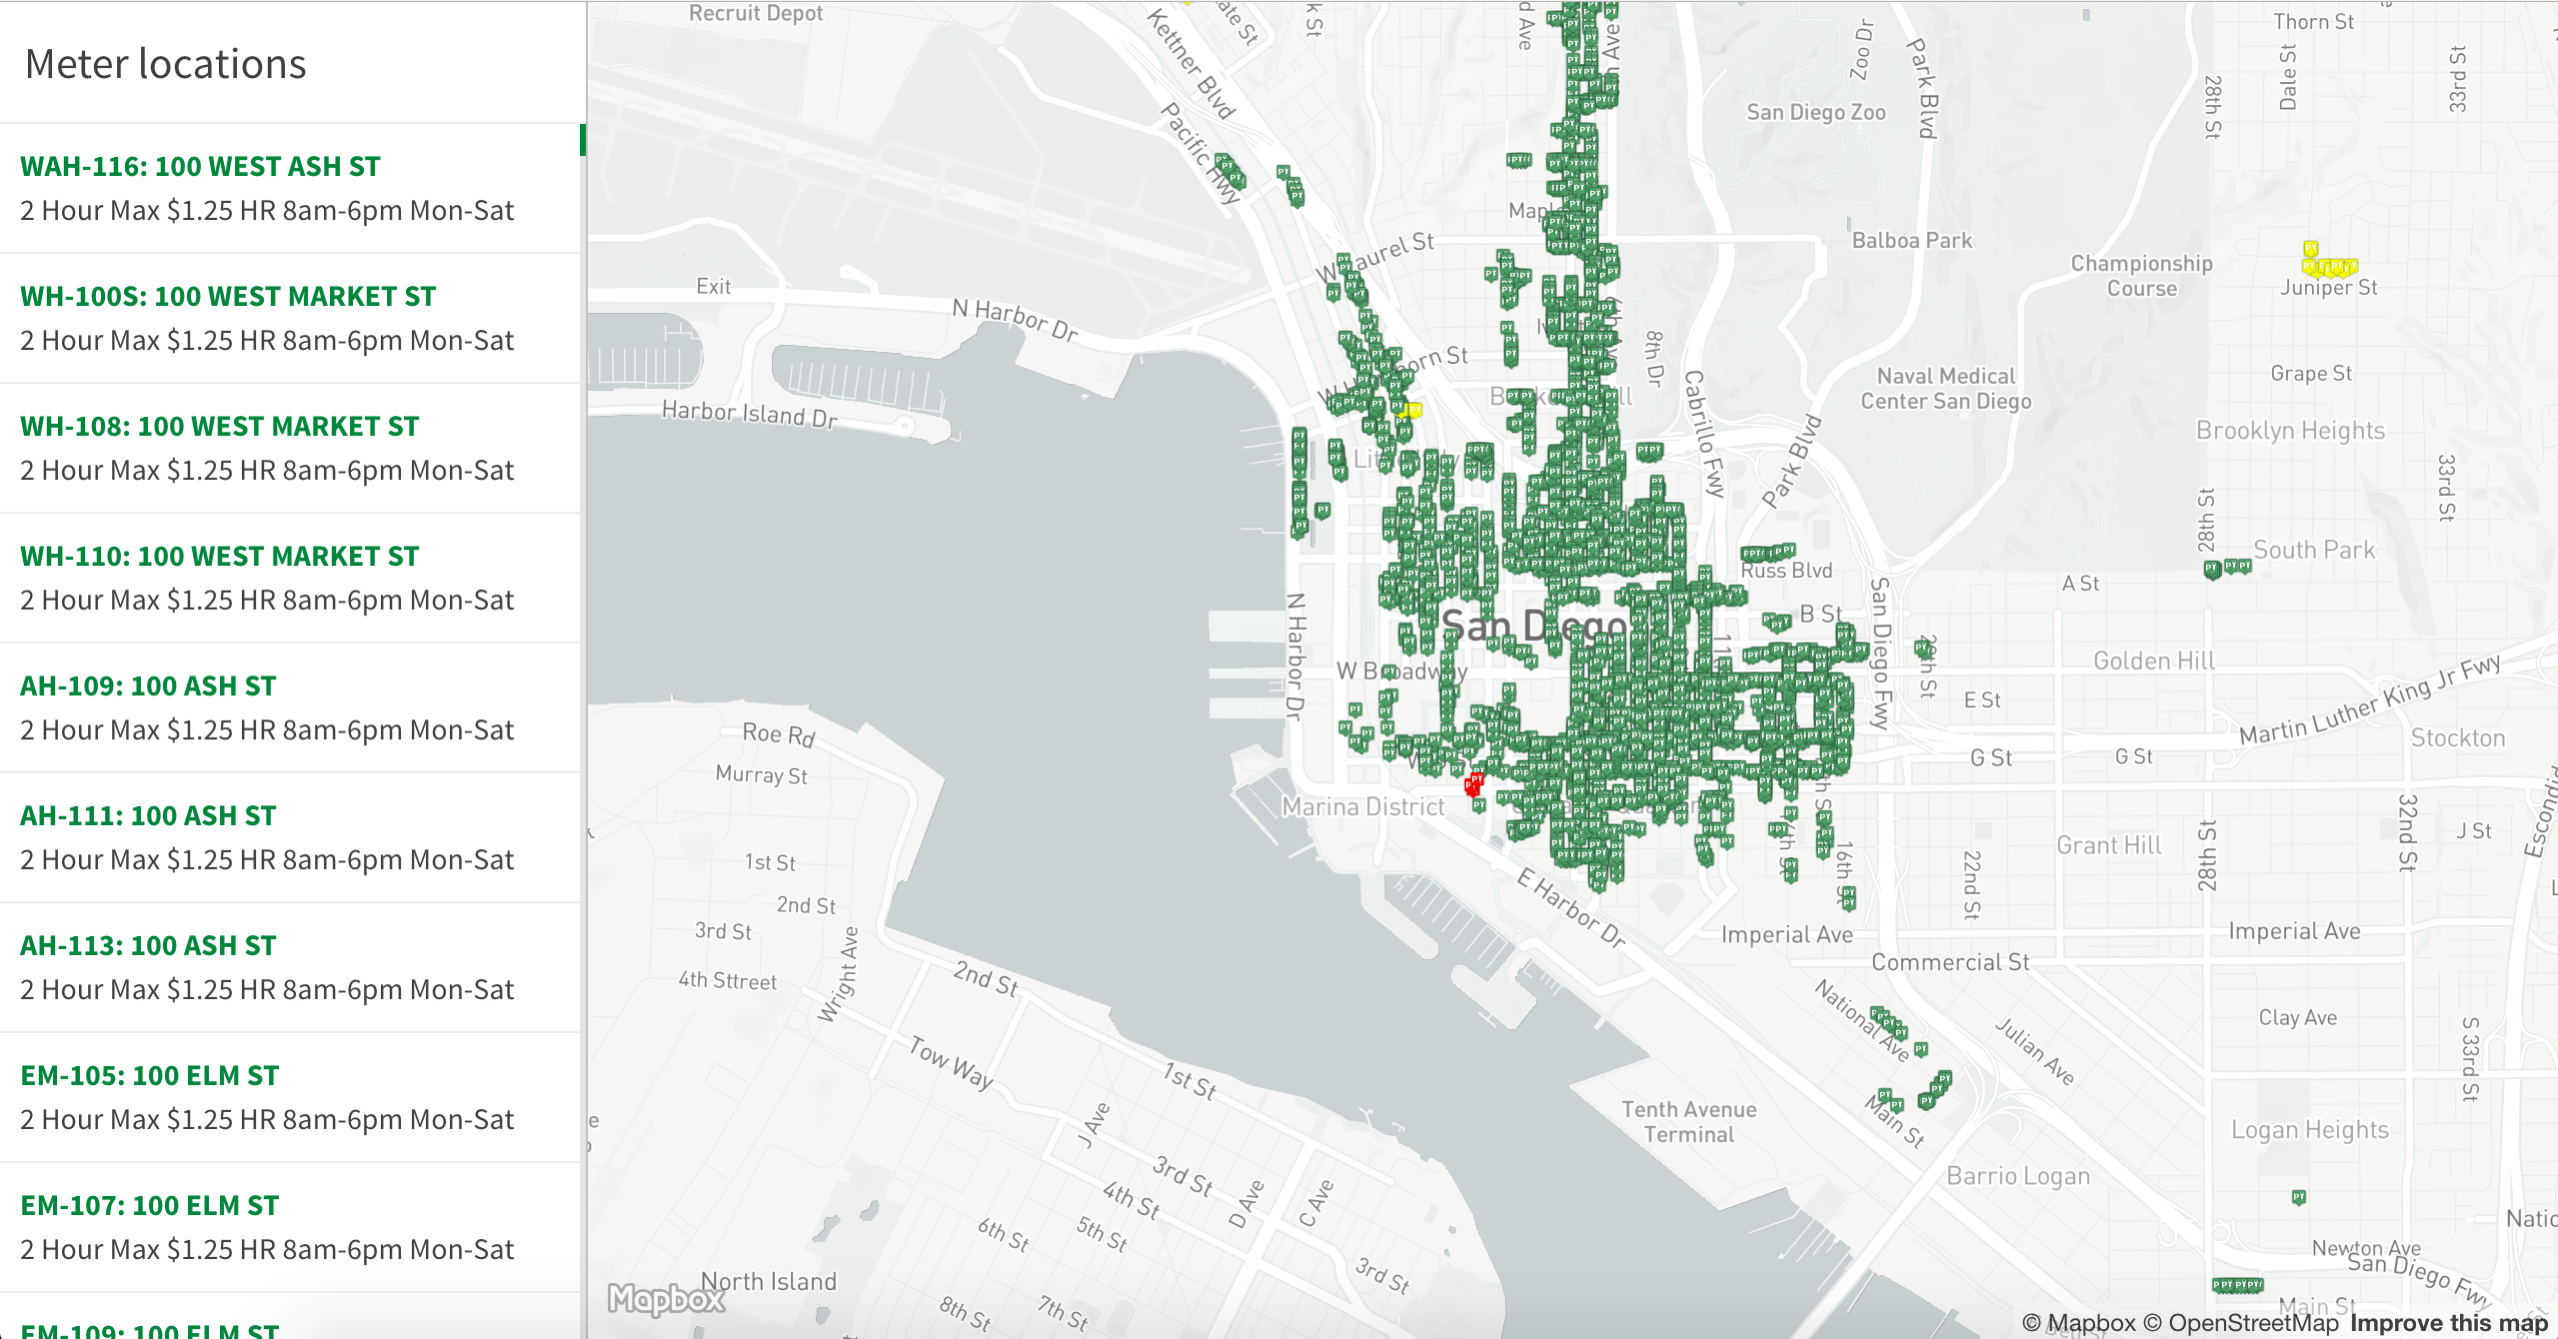 Meter locations
WAH-116: 100 WEST ASH ST
2 Hour Max $1.25 HR 8am-6pm Mon-Sat
WH-100S: 100 WEST MARKET ST
2 Hour Max $1.25 HR 8am-6pm Mon-Sat
WH-108: 100 WEST MARKET ST
2 Hour Max $1.25 HR 8am-6pm Mon-Sat
WH-110: 100 WEST MARKET ST
2 Hour Max $1.25 HR 8am-6pm Mon-Sat
AH-109: 100 ASH ST
2 Hour Max $1.25 HR 8am-6pm Mon-Sat
AH-111: 100 ASH ST
2 Hour Max $1.25 HR 8am-6pm Mon-Sat
AH-113: 100 ASH ST
2 Hour Max $1.25 HR 8am-6pm Mon-Sat
EM-105: 100 ELM ST
2 Hour Max $1.25 HR 8am-6pm Mon-Sat
EM-107: 100 ELM ST
2 Hour Max $1.25 HR 8am-6pm Mon-Sat
EM-109: 100 ELM ST
Recruit Depot
Kettner Blvd
Pacific Hwy
Zoo Dr
Park Blvd
Thorn St
Dale St
28th St
33rd St
San Diego Zoo
Balboa Park
Championship
Course
Juniper St
W Laurel St
Exit
N Harbor Dr
Harbor Island Dr
8th Dr
Cabrillo Fwy
Naval Medical
Center San Diego
Grape St
Brooklyn Heights
Park Blvd
33rd St
28th St
South Park
Russ Blvd
A St
B St
San Diego
San Diego Fwy
N Harbor Dr
W Broadway
Golden Hill
E St
Martin Luther King Jr Fwy
G St
G St
Stockton
Roe Rd
Murray St
Marina District
1st St
2nd St
3rd St
4th Sttreet
Wright Ave
2nd St
E Harbor Dr
16th St
22nd St
Grant Hill
28th St
32nd St
J St
Imperial Ave
Imperial Ave
Commercial St
National Ave
Julian Ave
Clay Ave
S 33rd St
Tow Way
1st St
J Ave
3rd St
4th St
D Ave
C Ave
5th St
6th St
3rd St
7th St
8th St
North Island
Tenth Avenue
Terminal
Main St
Barrio Logan
Logan Heights
Newton Ave
San Diego Fwy
Main St
Mapbox
© Mapbox © OpenStreetMap Improve this map